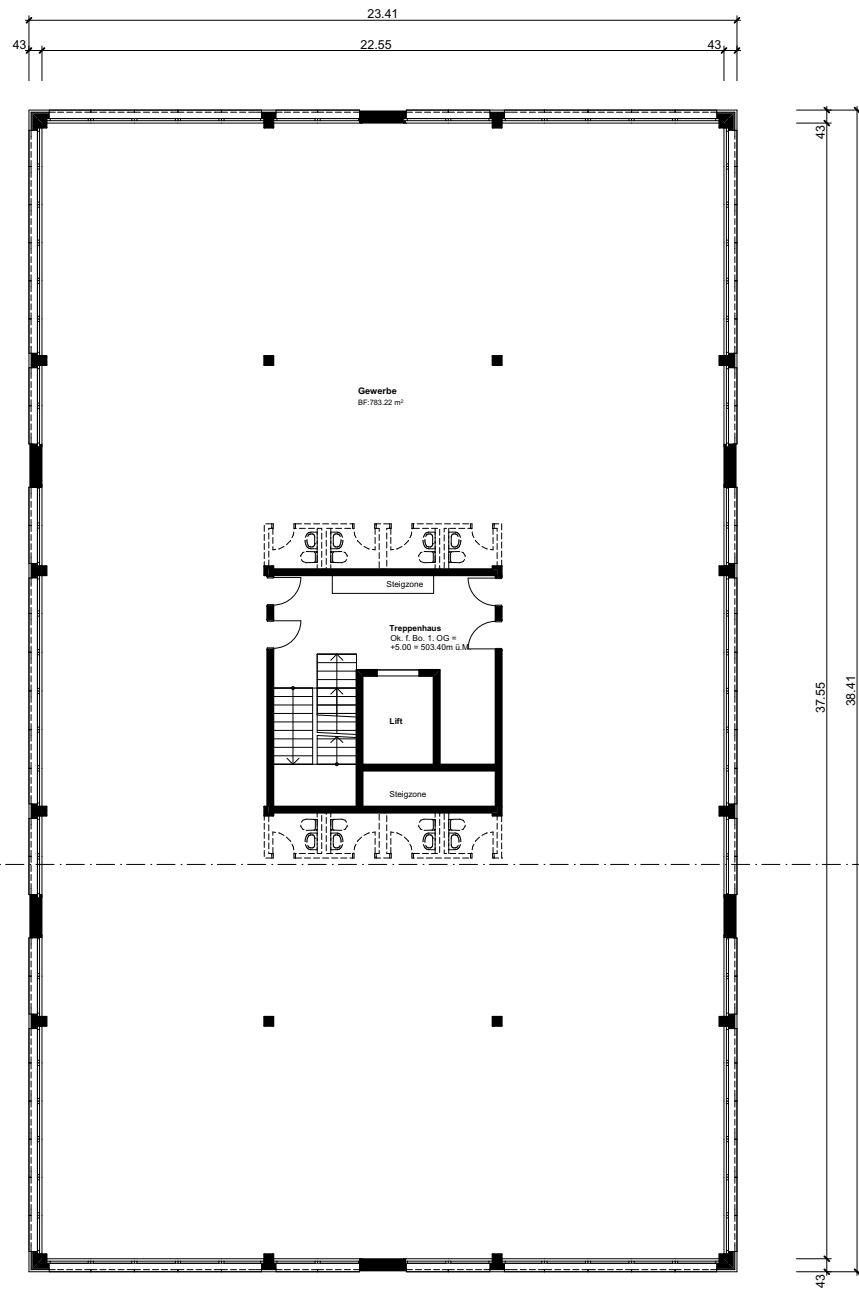 23.41
43
22.55
43
43
Gewerbe
BF:783.22 m²
Steigzone
Treppenhaus
Ok. f. Bo. 1. OG =
+5.00 = 503.40m ü.M.
37.55
38.41
Lift
Steigzone
43